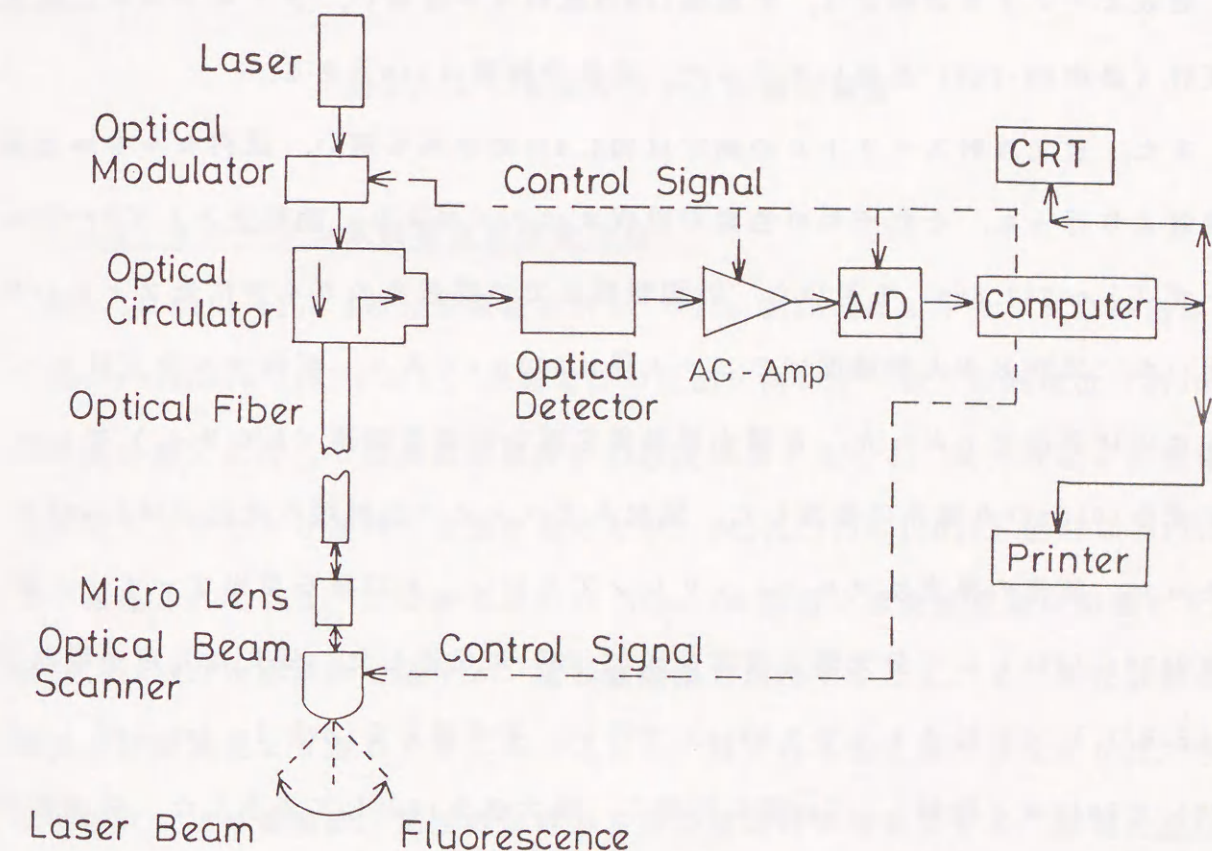 Laser
Optical
Modulator
Control Signal
CRT
Optical
Circulator
A/D
Computer
Optical
Detector
AC-Amp
Optical Fiber
Printer
Micro Lens
Optical Beam
Scanner
Control Signal
Laser Beam
Fluorescence